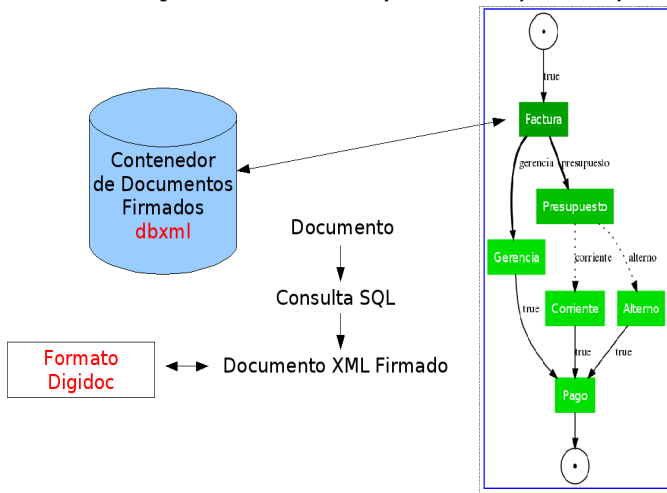 Contenedor
de Documentos
Firmados
dbxml
Documento
Consulta SQL
Documento XML Firmado
Formato
Digidoc
true
Factura
gerencia
presupuesto
Presupuesto
Gerencia
corriente
alterno
true
Corriente
Alterno
true
true
Pago